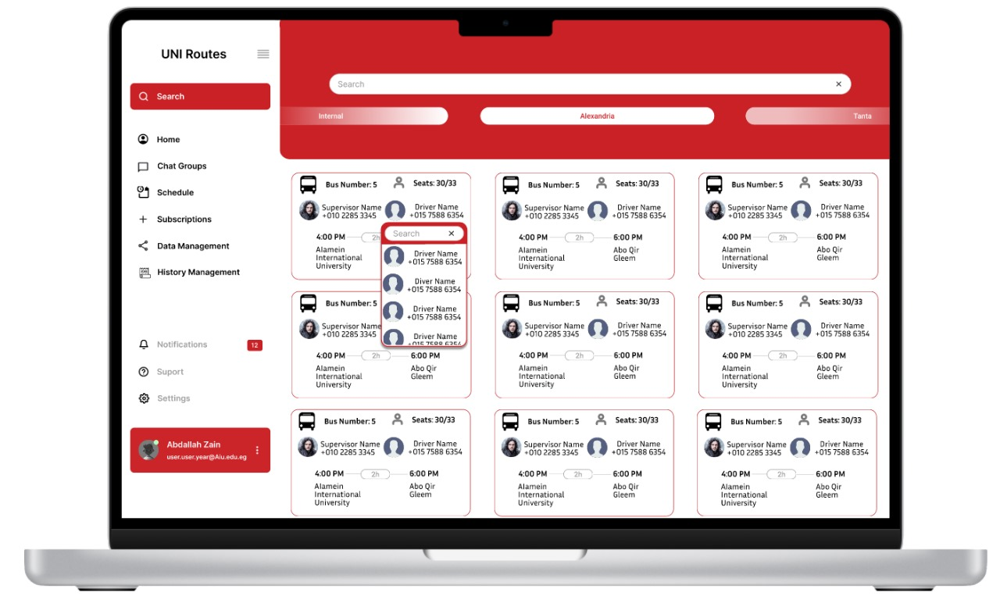 UNI Routes
Search
Home
Chat Groups
Schedule
Subscriptions
Data Management
History Management
Notifications 12
Suport
Settings
Abdallah Zain
user.user.year@Aiu.edu.eg
Search ✕
Internal Alexandria Tanta
Bus Number: 5 Seats: 30/33
Supervisor Name Driver Name
+010 2285 3345 +015 7588 6354
4:00 PM 2h
Alamein
International
University
Search ✕
Driver Name
+015 7588 6354
Diver Name
+015 7588 6354
Driver Name
+015 7588 6354
+015 7588 6354
Bus Number: 5 Seats: 30/33
Supervisor Name Driver Name
+010 2285 3345 +015 7588 6354
4:00 PM 2h 6:00 PM
Alamein Abo Qir
International Gleem
University
Bus Number: 5 Seats: 30/33
Supervisor Name Driver Name
+010 2285 3345 +015 7588 6354
4:00 PM 2h 6:00 PM
Alamein Abo Qir
International Gleem
University
Bus Number: 5
Supervisor Name
+010 2285 3345
4:00 PM 2h 6:00 PM
Alamein Abo Qir
International Gleem
University
Bus Number: 5 Seats: 30/33
Supervisor Name Driver Name
+010 2285 3345 +015 7588 6354
4:00 PM 2h 6:00 PM
Alamein Abo Qir
International Gleem
University
Bus Number: 5 Seats: 30/33
Supervisor Name Driver Name
+010 2285 3345 +015 7588 6354
4:00 PM 2h 6:00 PM
Alamein Abo Qir
International Gleem
University
Bus Number: 5 Seats: 30/33
Supervisor Name Driver Name
+010 2285 3345 +015 7588 6354
4:00 PM 2h 6:00 PM
Alamein Abo Qir
International Gleem
University
Bus Number: 5 Seats: 30/33
Supervisor Name Driver Name
+010 2285 3345 +015 7588 6354
4:00 PM 2h 6:00 PM
Alamein Abo Qir
International Gleem
University
Bus Number: 5 Seats: 30/33
Supervisor Name Driver Name
+010 2285 3345 +015 7588 6354
4:00 PM 2h 6:00 PM
Alamein Abo Qir
International Gleem
University